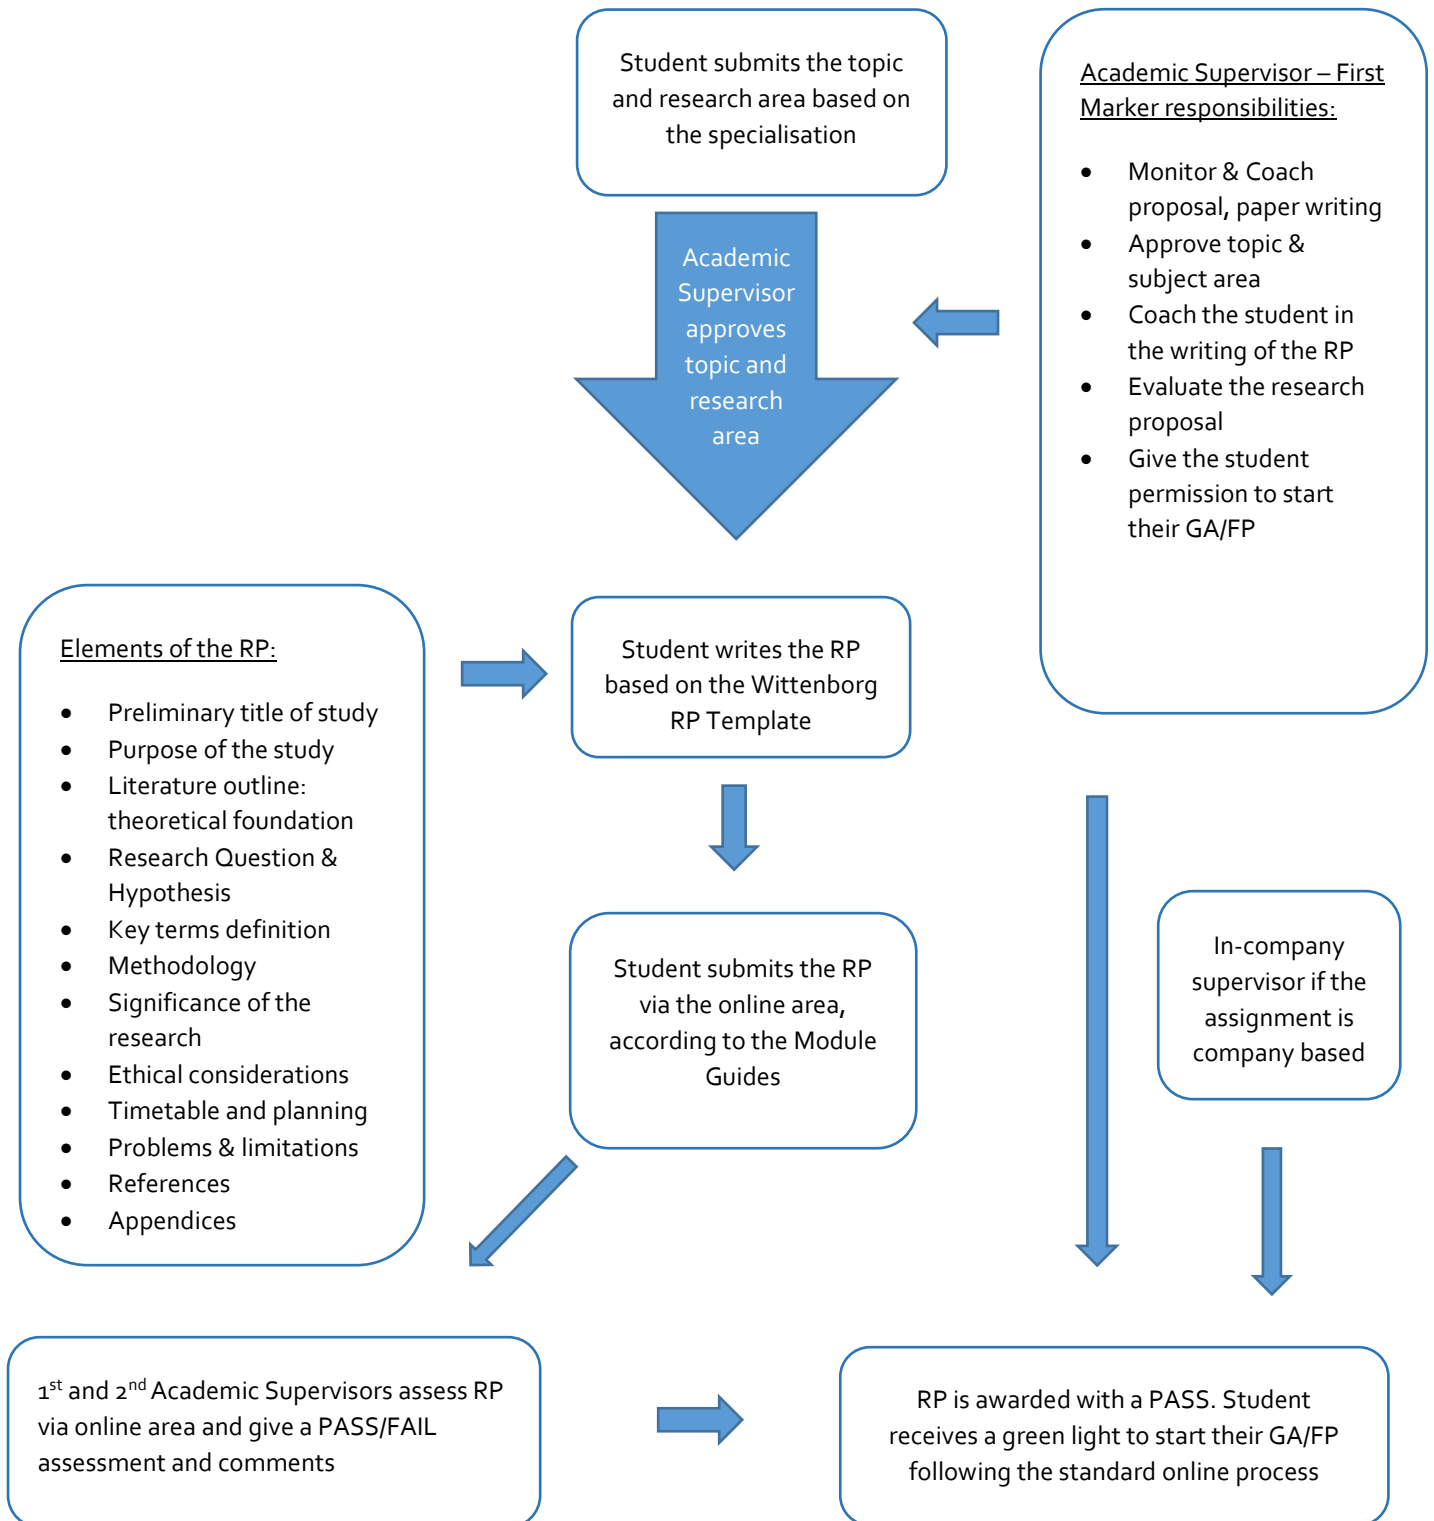 Student submits the topic
and research area based on
the specialisation
Academic Supervisor – First
Marker responsibilities:
• Monitor & Coach
proposal, paper writing
• Approve topic &
subject area
• Coach the student in
the writing of the RP
• Evaluate the research
proposal
• Give the student
permission to start
their GA/FP
Academic
Supervisor
approves
topic and
research
area
Elements of the RP:
• Preliminary title of study
• Purpose of the study
• Literature outline:
theoretical foundation
• Research Question &
Hypothesis
• Key terms definition
• Methodology
• Significance of the
research
• Ethical considerations
• Timetable and planning
• Problems & limitations
• References
• Appendices
Student writes the RP
based on the Wittenborg
RP Template
Student submits the RP
via the online area,
according to the Module
Guides
In-company
supervisor if the
assignment is
company based
1st and 2nd Academic Supervisors assess RP
via online area and give a PASS/FAIL
assessment and comments
RP is awarded with a PASS. Student
receives a green light to start their GA/FP
following the standard online process